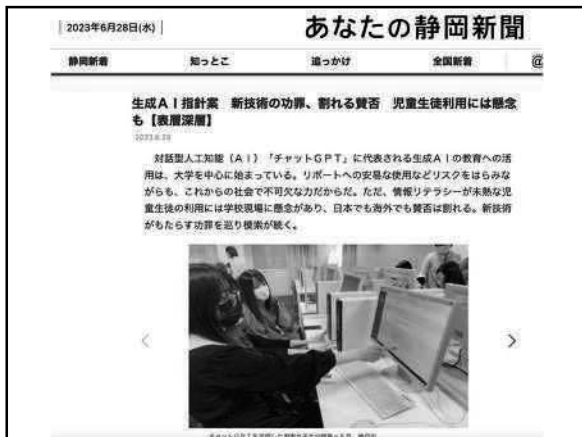 2023年6月28日(水)
あなたの静岡新聞
静岡新着 知っとこ 追っかけ 全国新着 @
生成AI指針案 新技術の功罪、割れる賛否 児童生徒利用には懸念
も【表層深層】
2023.6.28
対話型人工知能(AI)「チャットGPT」に代表される生成AIの教育への活
用は、大学を中心に始まっている。リポートへの安易な使用などリスクをはらみな
がらも、これからの社会で不可欠な力だからだ。ただ、情報リテラシーが未熟な児
童生徒の利用には学校現場に懸念があり、日本でも海外でも賛否は割れる。新技術
がもたらす功罪を巡り模索が続く。